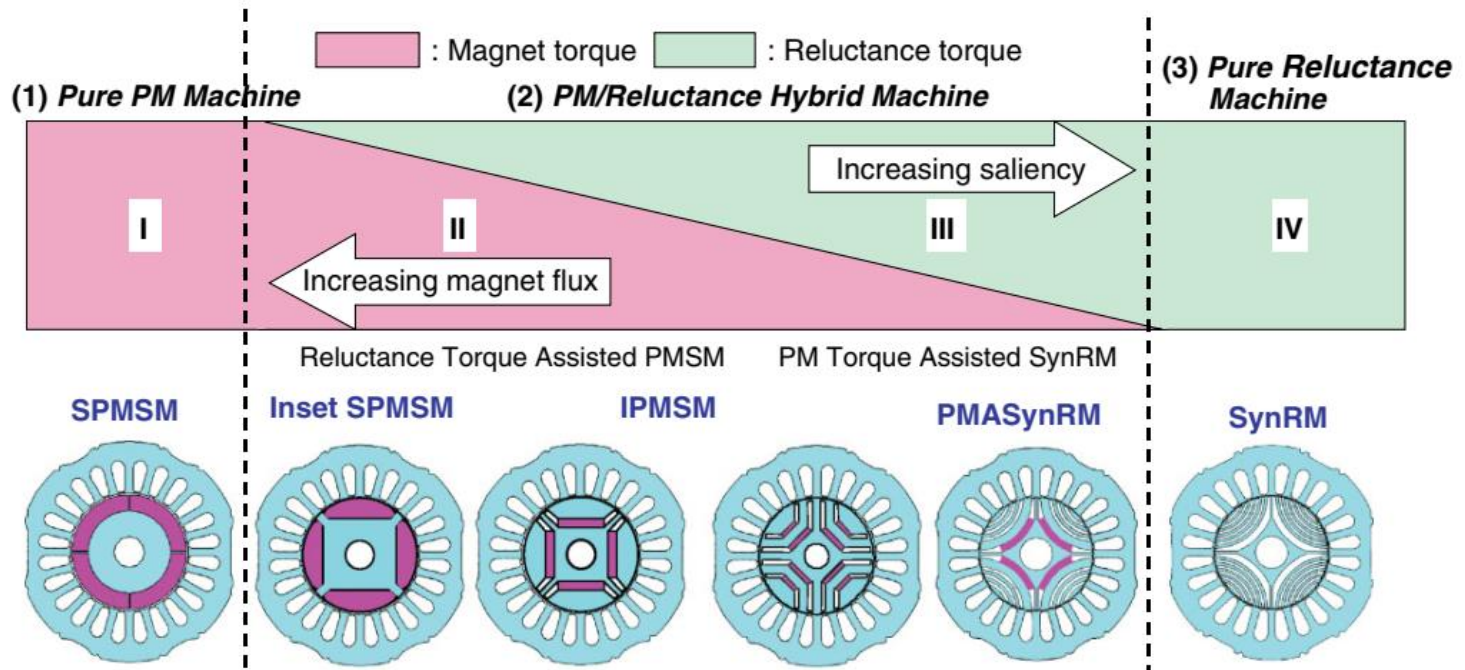 : Magnet torque
: Reluctance torque
(1) Pure PM Machine
(2) PM/Reluctance Hybrid Machine
(3) Pure Reluctance
Machine
Increasing saliency
I
II
III
IV
Increasing magnet flux
Reluctance Torque Assisted PMSM
PM Torque Assisted SynRM
SPMSM
Inset SPMSM
IPMSM
PMASynRM
SynRM